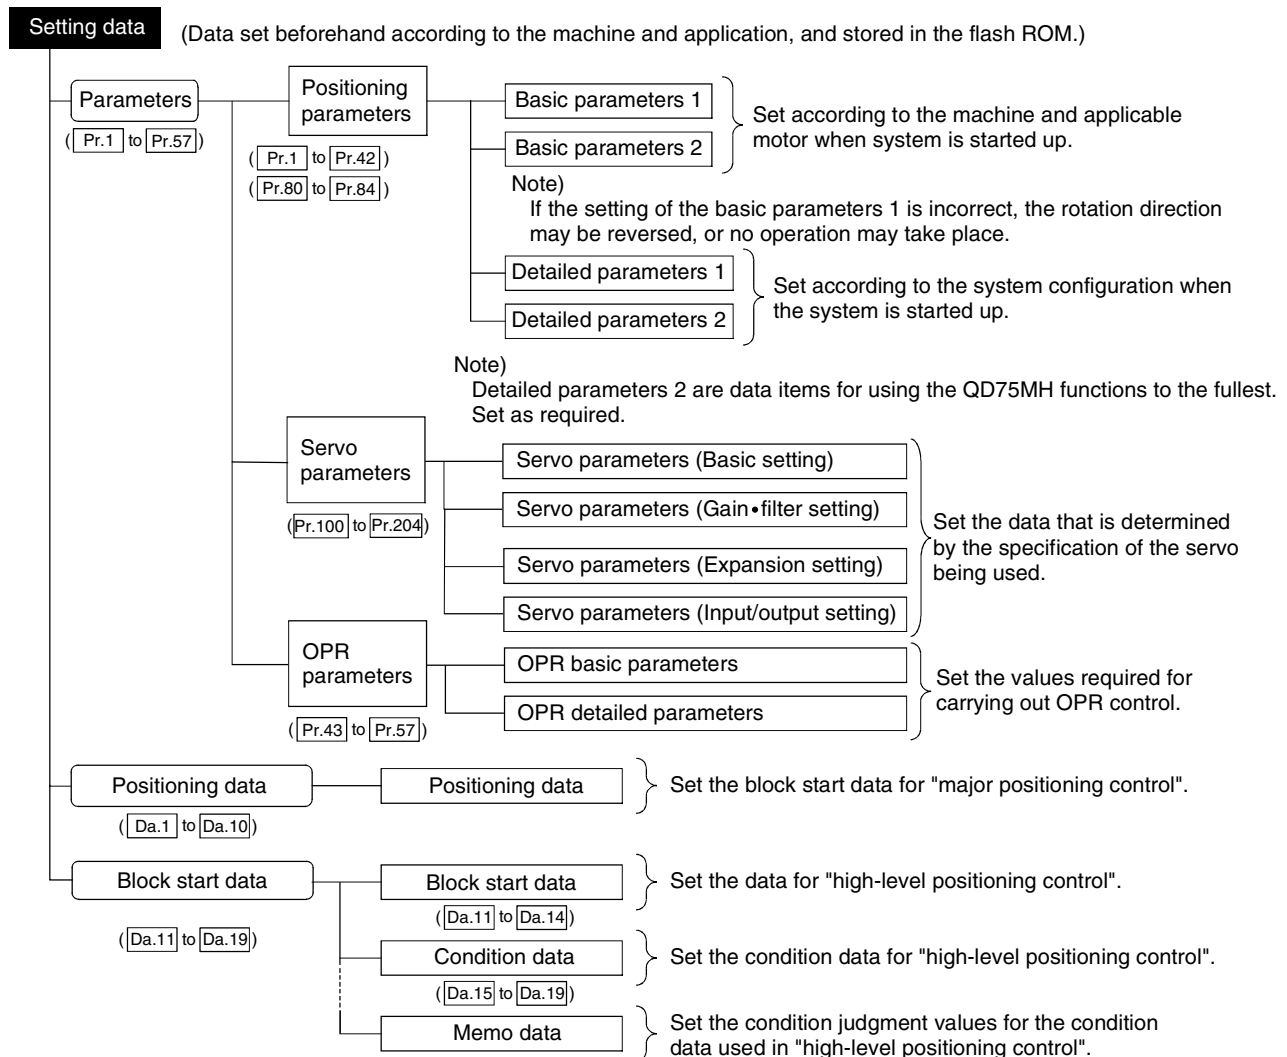 Setting data
(Data set beforehand according to the machine and application, and stored in the flash ROM.)
Parameters
( Pr.1 to Pr.57 )
Positioning
parameters
( Pr.1 to Pr.42 )
( Pr.80 to Pr.84 )
Basic parameters 1
Basic parameters 2
Set according to the machine and applicable
motor when system is started up.
Note)
If the setting of the basic parameters 1 is incorrect, the rotation direction
may be reversed, or no operation may take place.
Detailed parameters 1
Detailed parameters 2
Set according to the system configuration when
the system is started up.
Note)
Detailed parameters 2 are data items for using the QD75MH functions to the fullest.
Set as required.
Servo
parameters
( Pr.100 to Pr.204 )
Servo parameters (Basic setting)
Servo parameters (Gain•filter setting)
Servo parameters (Expansion setting)
Servo parameters (Input/output setting)
Set the data that is determined
by the specification of the servo
being used.
OPR
parameters
( Pr.43 to Pr.57 )
OPR basic parameters
OPR detailed parameters
Set the values required for
carrying out OPR control.
Positioning data
( Da.1 to Da.10 )
Positioning data
Set the block start data for "major positioning control".
Block start data
( Da.11 to Da.19 )
Block start data
( Da.11 to Da.14 )
Set the data for "high-level positioning control".
Condition data
( Da.15 to Da.19 )
Set the condition data for "high-level positioning control".
Memo data
Set the condition judgment values for the condition
data used in "high-level positioning control".